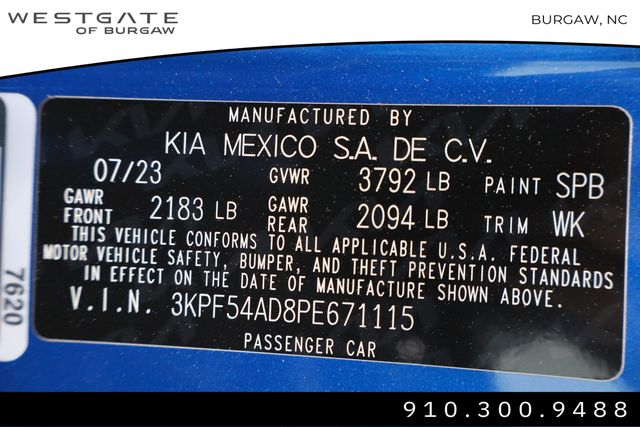 WESTGATE
OF BURGAW
BURGAW, NC
MANUFACTURED BY
KIA MEXICO S.A. DE C.V.
07/23 GVWR 3792 LB PAINT SPB
GAWR FRONT 2183 LB GAWR REAR 2094 LB TRIM WK
THIS VEHICLE CONFORMS TO ALL APPLICABLE U.S.A. FEDERAL
MOTOR VEHICLE SAFETY, BUMPER, AND THEFT PREVENTION STANDARDS
IN EFFECT ON THE DATE OF MANUFACTURE SHOWN ABOVE.
V.I.N. 3KPF54AD8PE671115
PASSENGER CAR
7620
910.300.9488